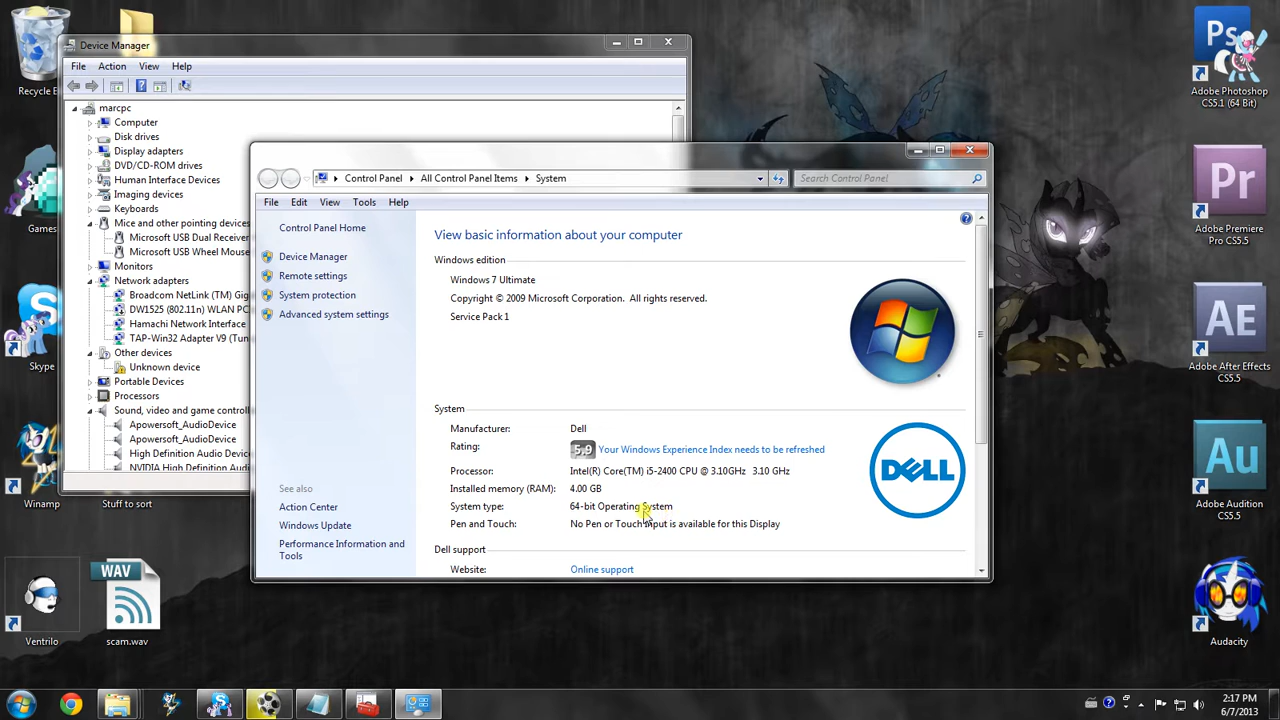 Recycle
Games
Skype
Winamp
Stuff to sort
Ventrilo
WAV
scam.wav
Device Manager
File Action View Help
marcpc
Computer
Disk drives
Display adapters
DVD/CD-ROM drives
Human Interface Devices
Imaging devices
Keyboards
Mice and other pointing devices
Microsoft USB Dual Receiver
Microsoft USB Wheel Mouse
Monitors
Network adapters
Broadcom NetLink (TM) Gig
DW1525 (802.11n) WLAN PC
Hamachi Network Interface
TAP-Win32 Adapter V9 (Tun
Other devices
Unknown device
Portable Devices
Processors
Sound, video and game controll
Apowersoft_AudioDevice
Apowersoft_AudioDevice
High Definition Audio Devic
NVIDIA High Definition Audi
Control Panel All Control Panel Items System
Search Control Panel
File Edit View Tools Help
Control Panel Home
Device Manager
Remote settings
System protection
Advanced system settings
See also
Action Center
Windows Update
Performance Information and
Tools
View basic information about your computer
Windows edition
Windows 7 Ultimate
Copyright © 2009 Microsoft Corporation. All rights reserved.
Service Pack 1
System
Manufacturer: Dell
Rating: 5,9 Your Windows Experience Index needs to be refreshed
Processor: Intel(R) Core(TM) i5-2400 CPU @ 3.10GHz 3.10 GHz
Installed memory (RAM): 4.00 GB
System type: 64-bit Operating System
Pen and Touch: No Pen or Touch Input is available for this Display
Dell support
Website: Online support
DELL
Ps
Adobe Photoshop
CS5.1 (64 Bit)
Pr
Adobe Premiere
Pro CS5.5
Ae
Adobe After Effects
CS5.5
Au
Adobe Audition
CS5.5
Audacity
2:17 PM
6/7/2013